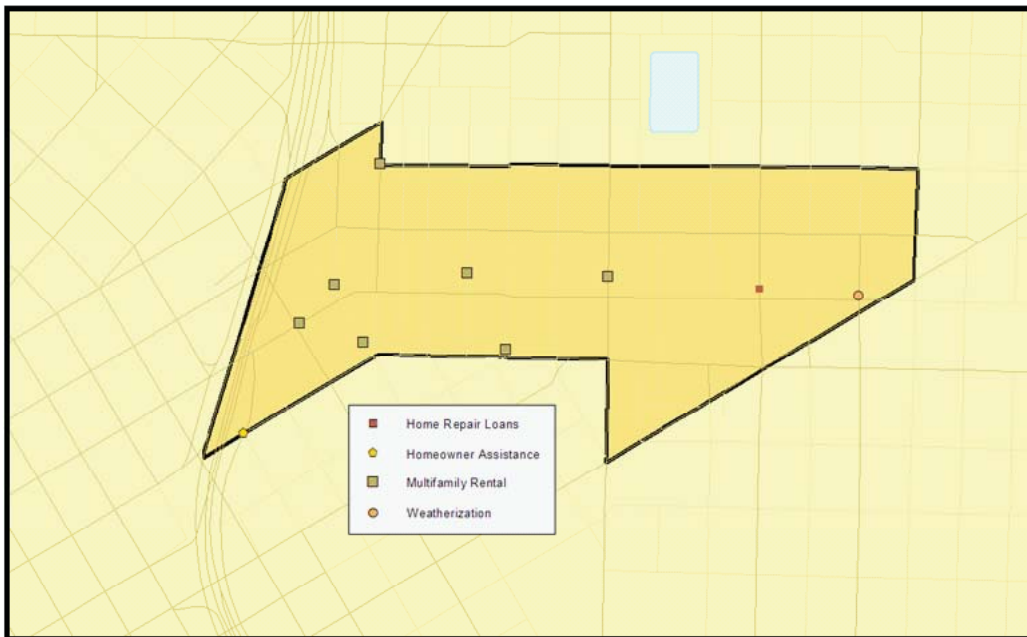 Home Repair Loans
Homeowner Assistance
Multifamily Rental
Weatherization